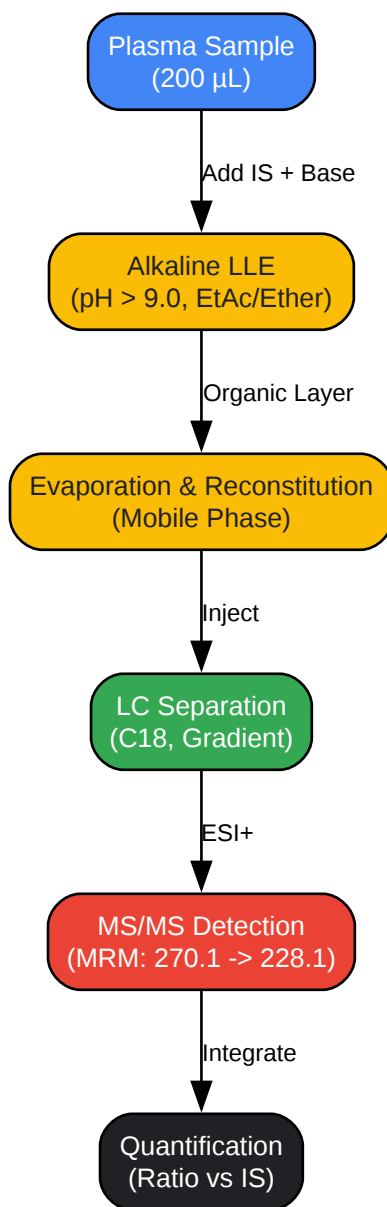 Plasma Sample
(200 µL)
Add IS + Base
Alkaline LLE
(pH > 9.0, EtAc/Ether)
Organic Layer
Evaporation & Reconstitution
(Mobile Phase)
Inject
LC Separation
(C18, Gradient)
ESI+
MS/MS Detection
(MRM: 270.1 -> 228.1)
Integrate
Quantification
(Ratio vs IS)